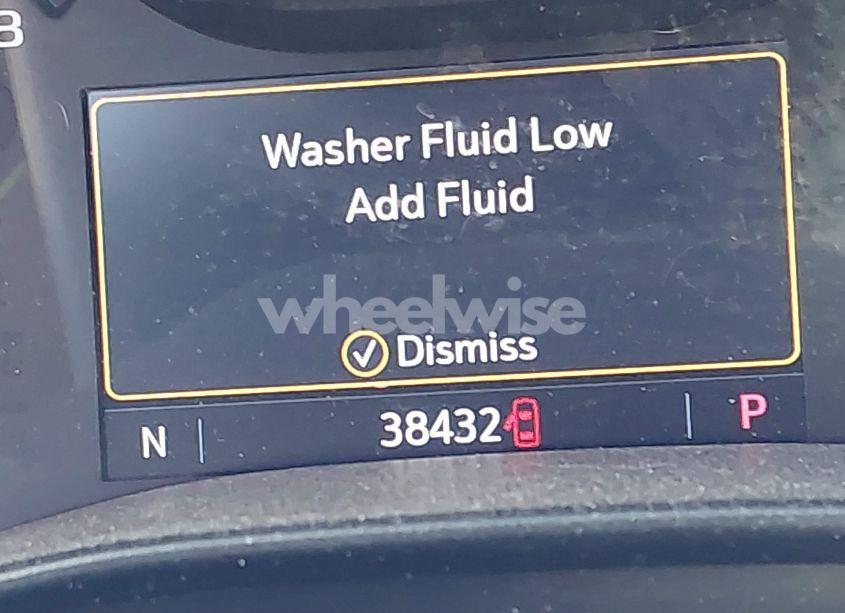 B
Washer Fluid Low
Add Fluid
wheelwise
Dismiss
N 38432 P